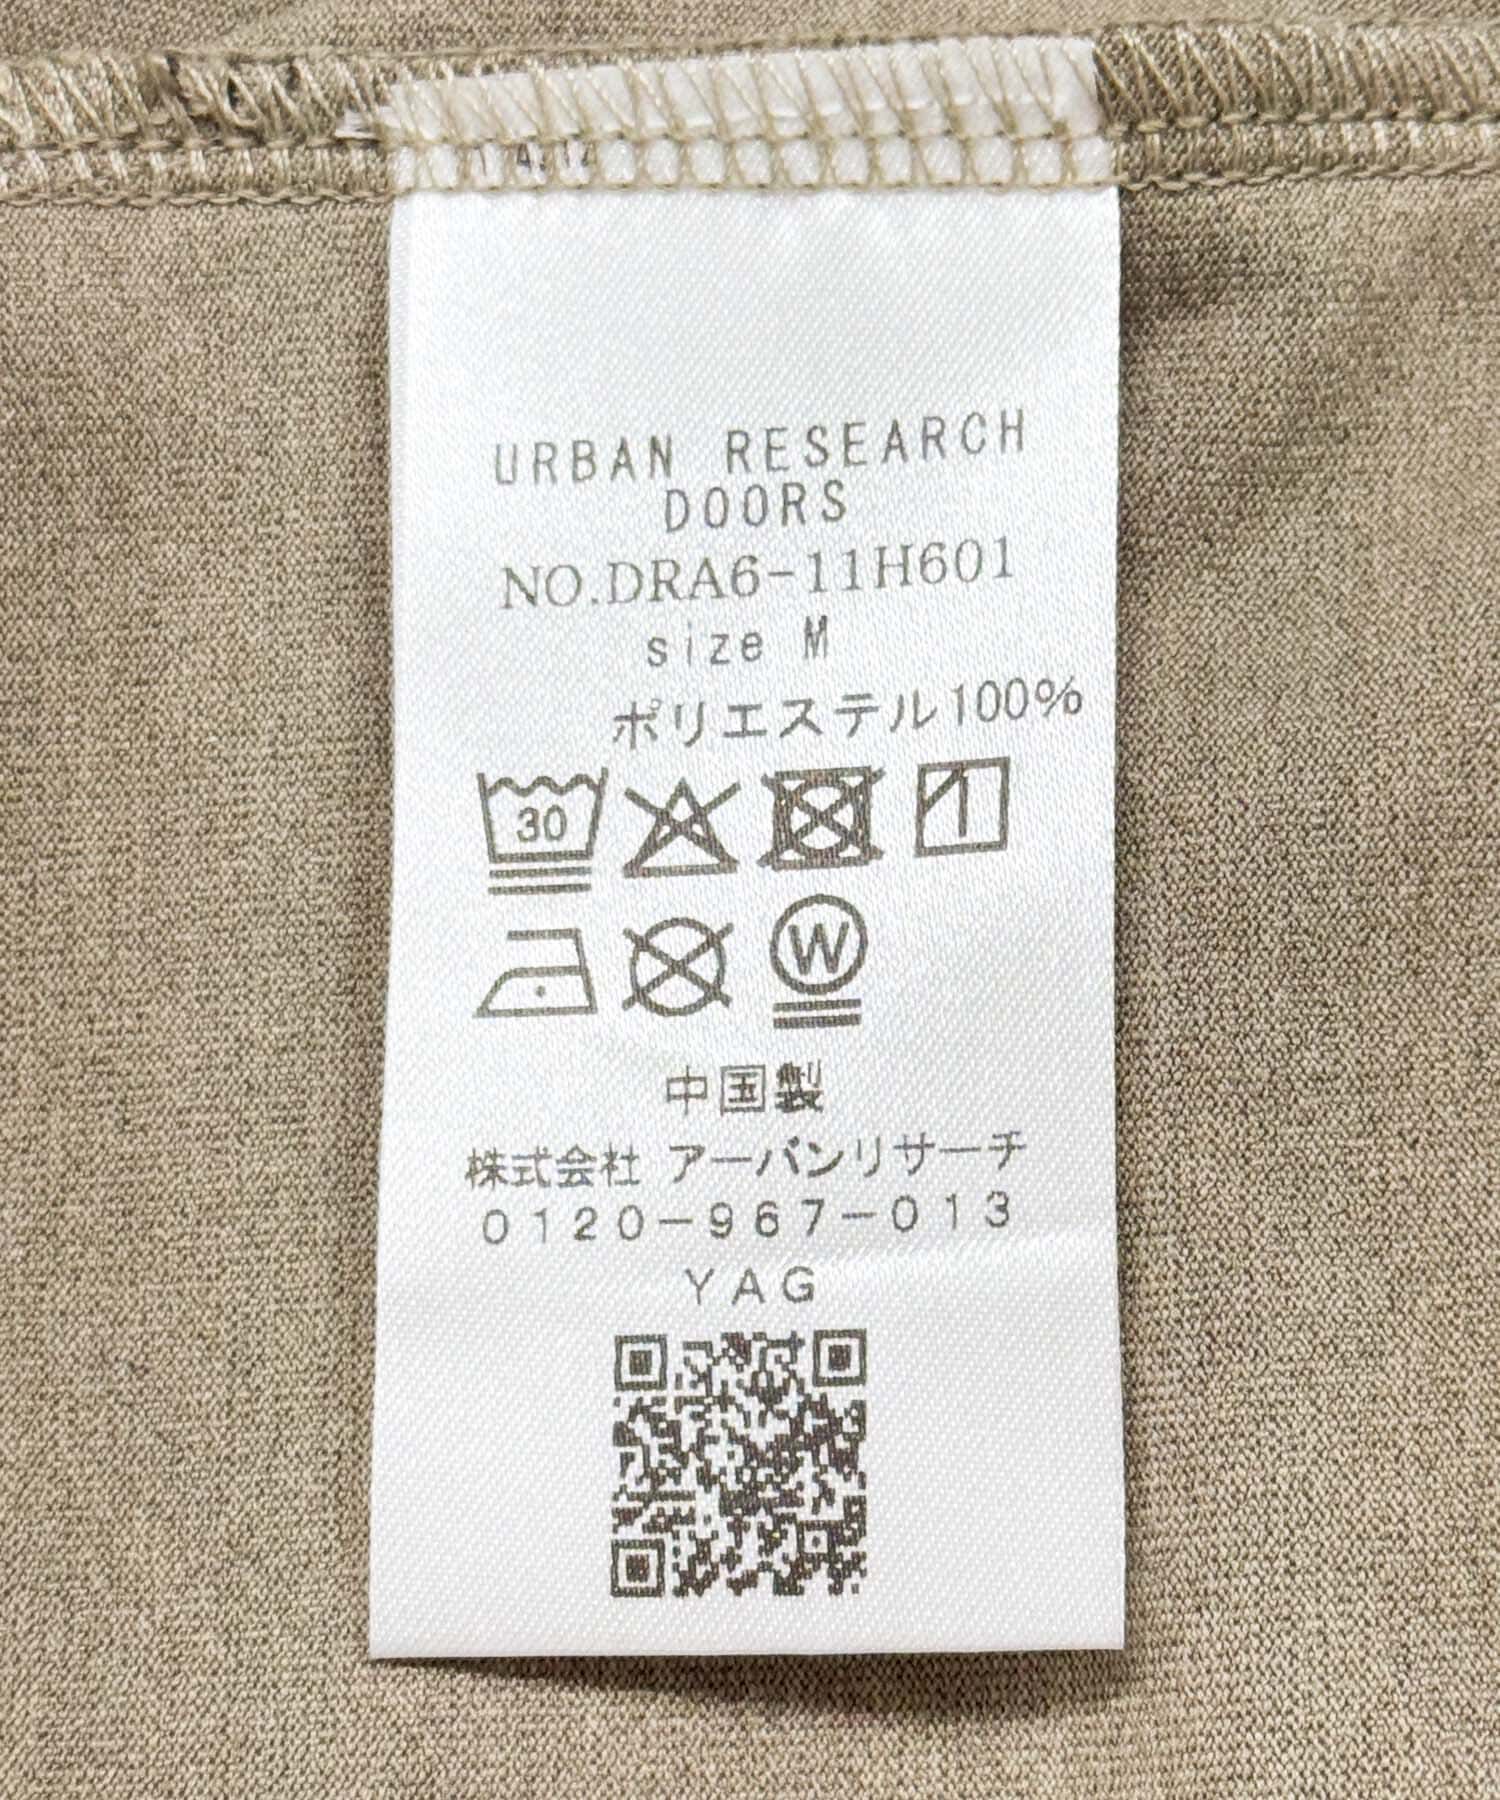 URBAN RESEARCH
DOORS
NO.DRA6-11H601
size M
ポリエステル100%
30
W
中国製
株式会社 アーバンリサーチ
0120-967-013
YAG